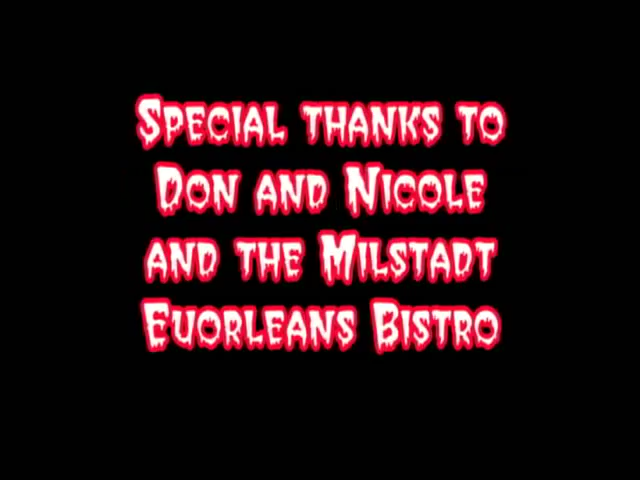 Special thanks to
Don and Nicole
and the Milstadt
Euorleans Bistro